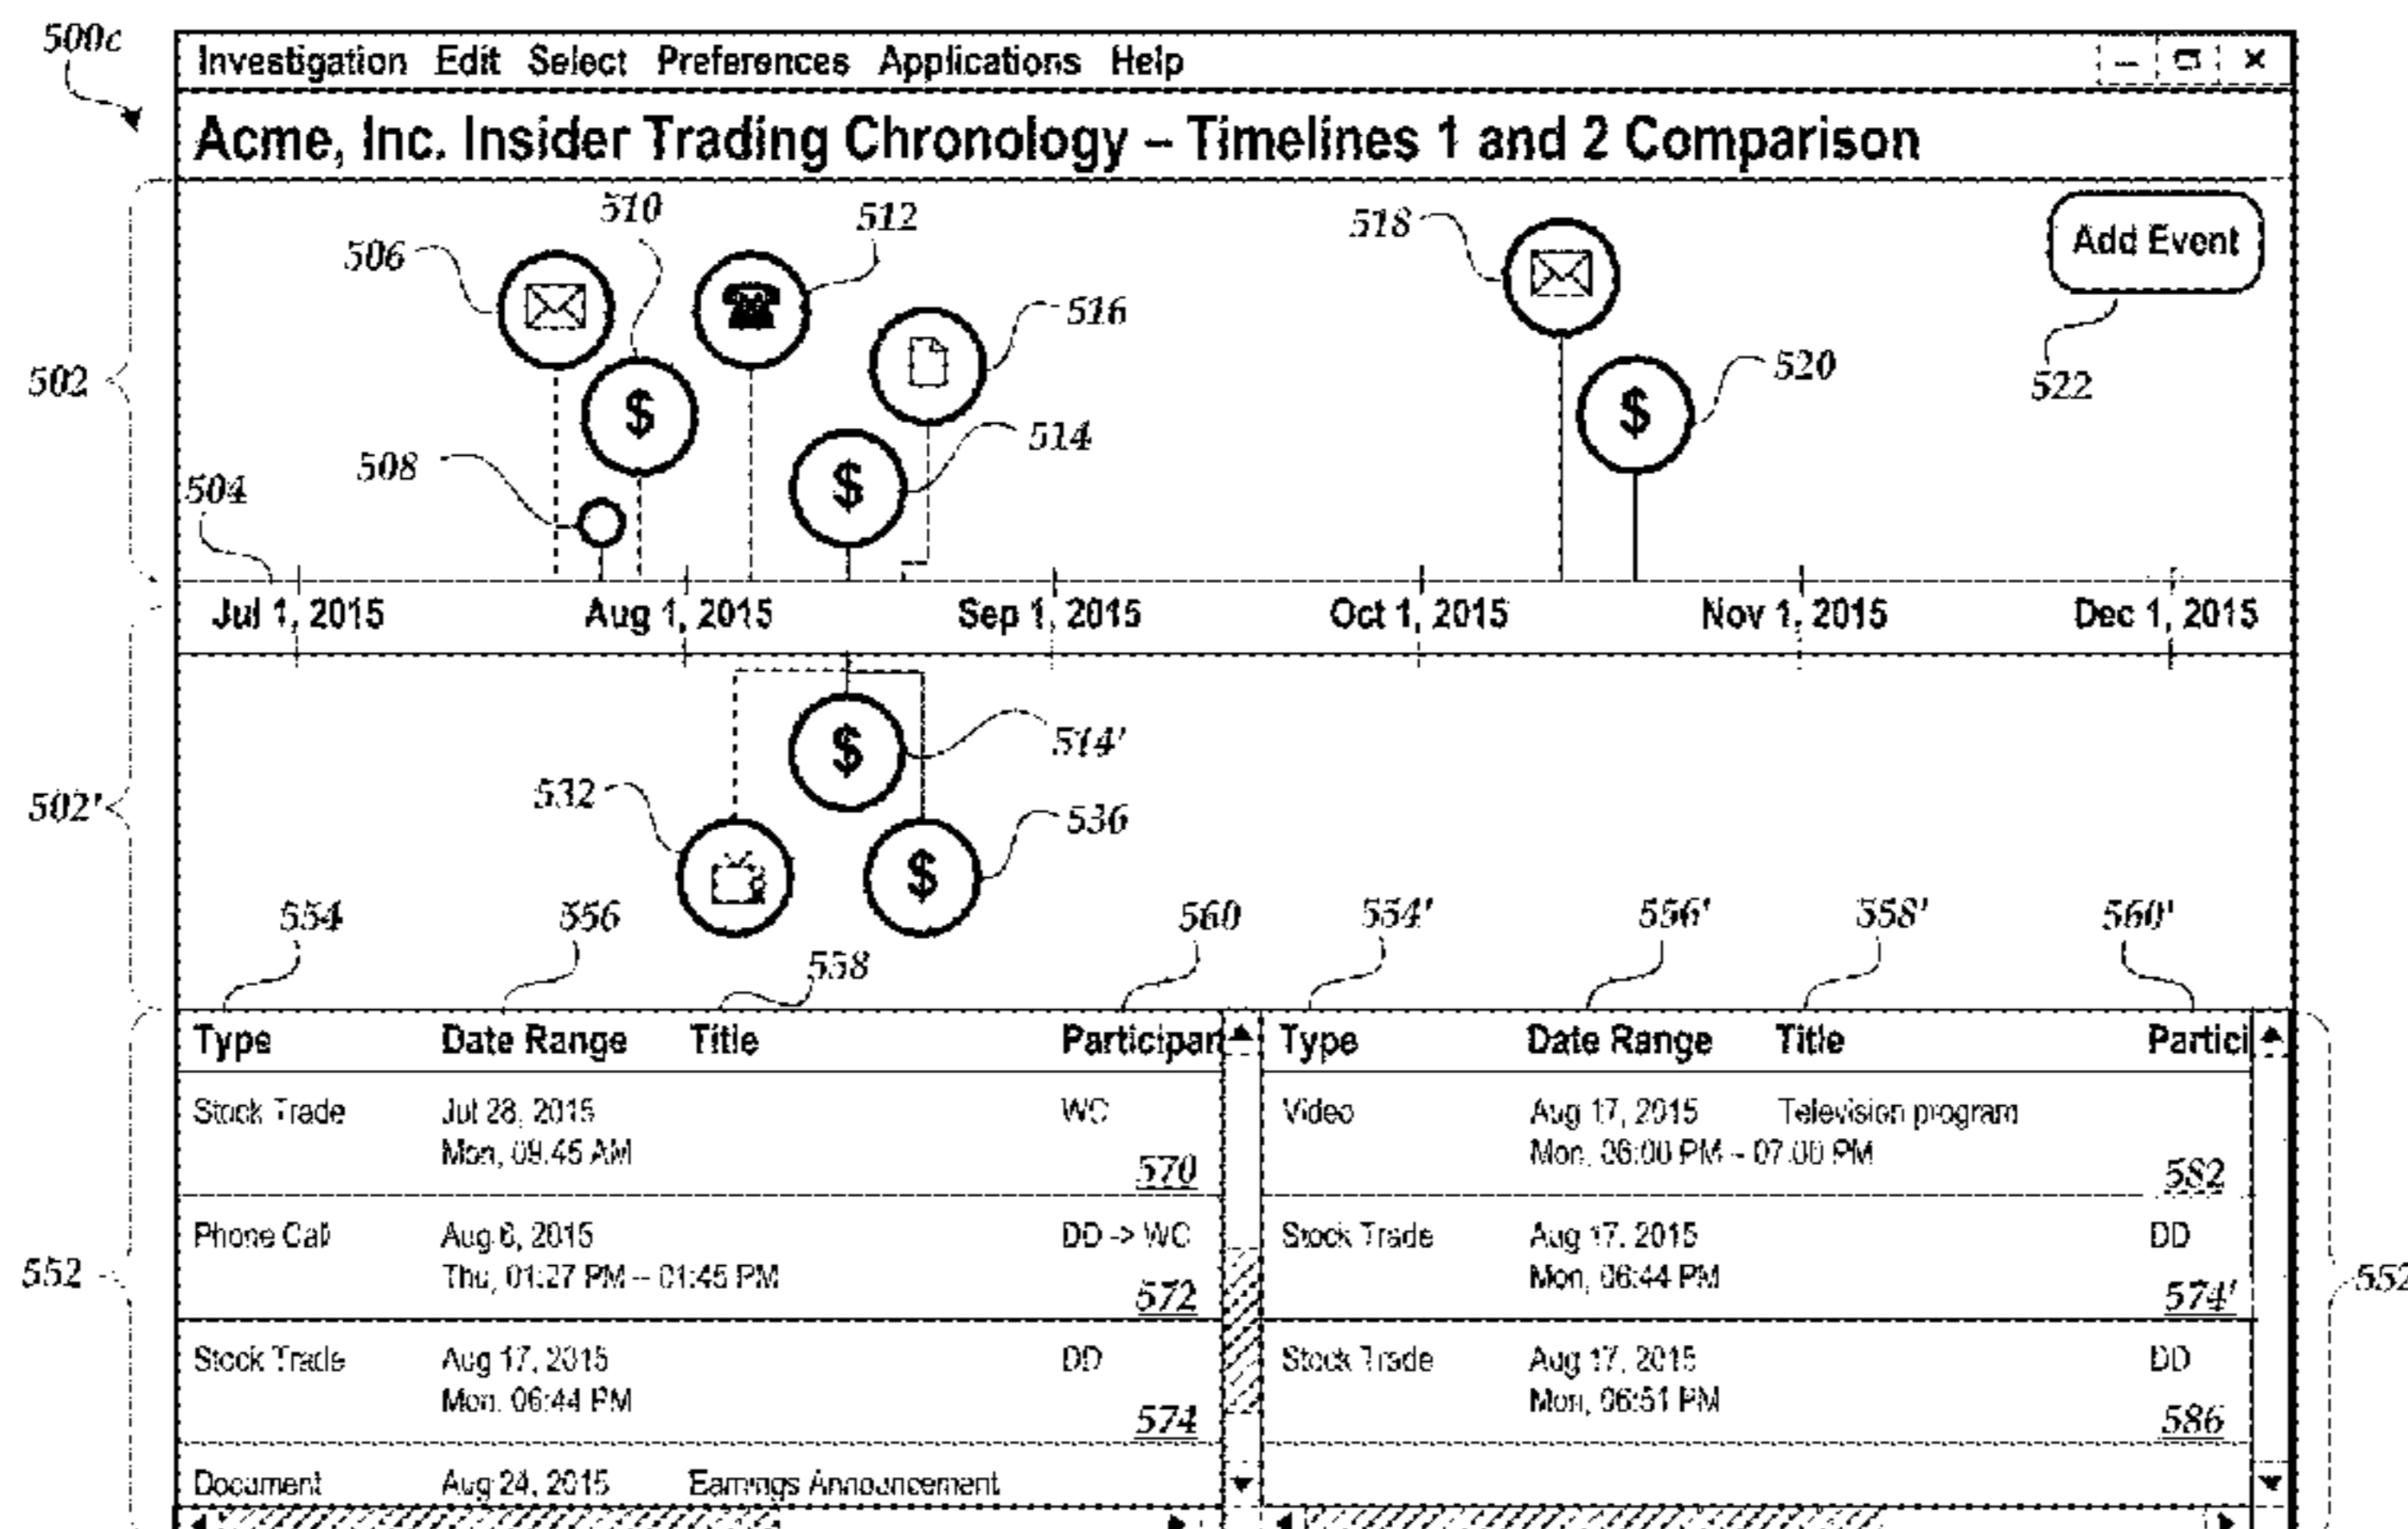 500c
Investigation Edit Select Preferences Applications Help
Acme, Inc. Insider Trading Chronology – Timelines 1 and 2 Comparison
510
512
518
506
Add Event
516
502
520
522
$
$
514
508
$
504
Jul 1, 2015 Aug 1, 2015 Sep 1, 2015 Oct 1, 2015 Nov 1, 2015 Dec 1, 2015
$
514'
532
502'
536
$
554 556 560 554' 556' 558' 560'
558
Type Date Range Title Participan Type Date Range Title Partici
Stock Trade Jul 28, 2015 WC Video Aug 17, 2015 Television program
Mon, 09:45 AM Mon, 06:00 PM – 07:00 PM
570 582
Phone Call Aug 6, 2015 DD -> WC Stock Trade Aug 17, 2015 DD
552 Thu, 01:27 PM – 01:45 PM Mon, 06:44 PM 552
572 574'
Stock Trade Aug 17, 2015 DD Stock Trade Aug 17, 2015 DD
Mon, 06:44 PM Mon, 06:51 PM
574 586
Document Aug 24, 2015 Earnings Announcement